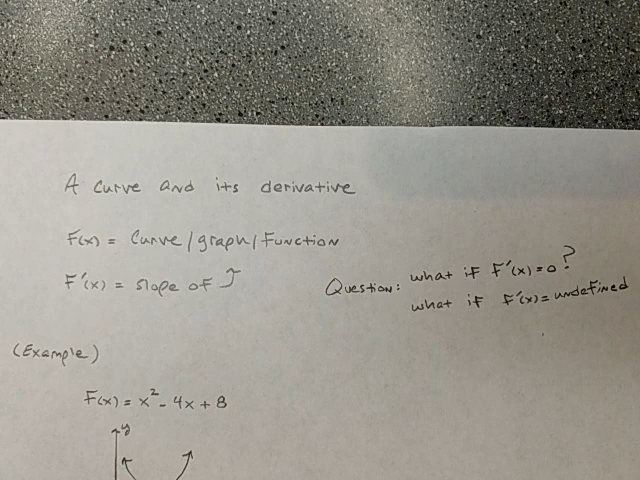 A curve and its derivative
F(x) = Curve/graph/Function
F'(x) = slope of ↑
Question: what if F'(x)=0?
what if F'(x)=undefined
(Example)
F(x) = x² - 4x + 8
y